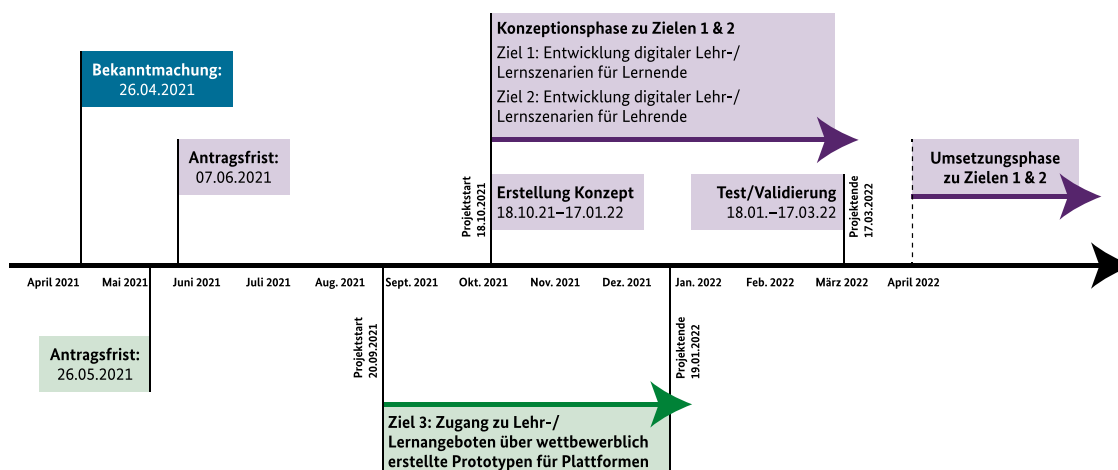 Konzeptionsphase zu Zielen 1 & 2
Ziel 1: Entwicklung digitaler Lehr-/
Lernszenarien für Lernende
Ziel 2: Entwicklung digitaler Lehr-/
Lernszenarien für Lehrende
Bekanntmachung:
26.04.2021
Antragsfrist:
07.06.2021
Projektstart
18.10.2021
Erstellung Konzept
18.10.21–17.01.22
Test/Validierung
18.01.–17.03.22
Projektende
17.03.2022
Umsetzungsphase
zu Zielen 1 & 2
April 2021 Mai 2021 Juni 2021 Juli 2021 Aug. 2021 Sept. 2021 Okt. 2021 Nov. 2021 Dez. 2021 Jan. 2022 Feb. 2022 März 2022 April 2022
Antragsfrist:
26.05.2021
Projektstart
20.09.2021
Projektende
19.01.2022
Ziel 3: Zugang zu Lehr-/
Lernangeboten über wettbewerblich
erstellte Prototypen für Plattformen